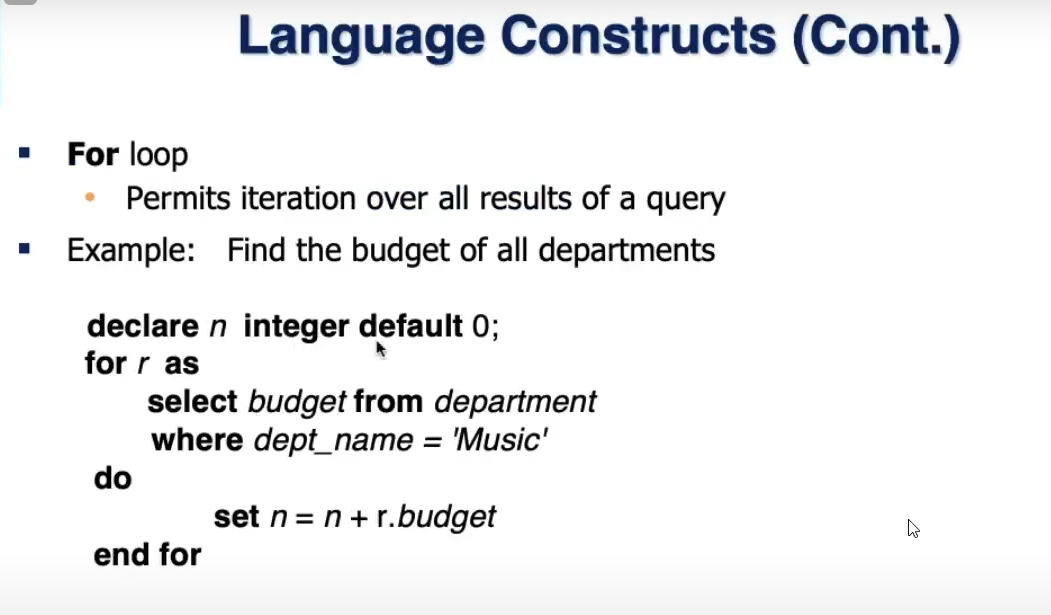 Language Constructs (Cont.)
▪ For loop
• Permits iteration over all results of a query
▪ Example: Find the budget of all departments
declare n integer default 0;
for r as
select budget from department
where dept_name = 'Music'
do
set n = n + r.budget
end for